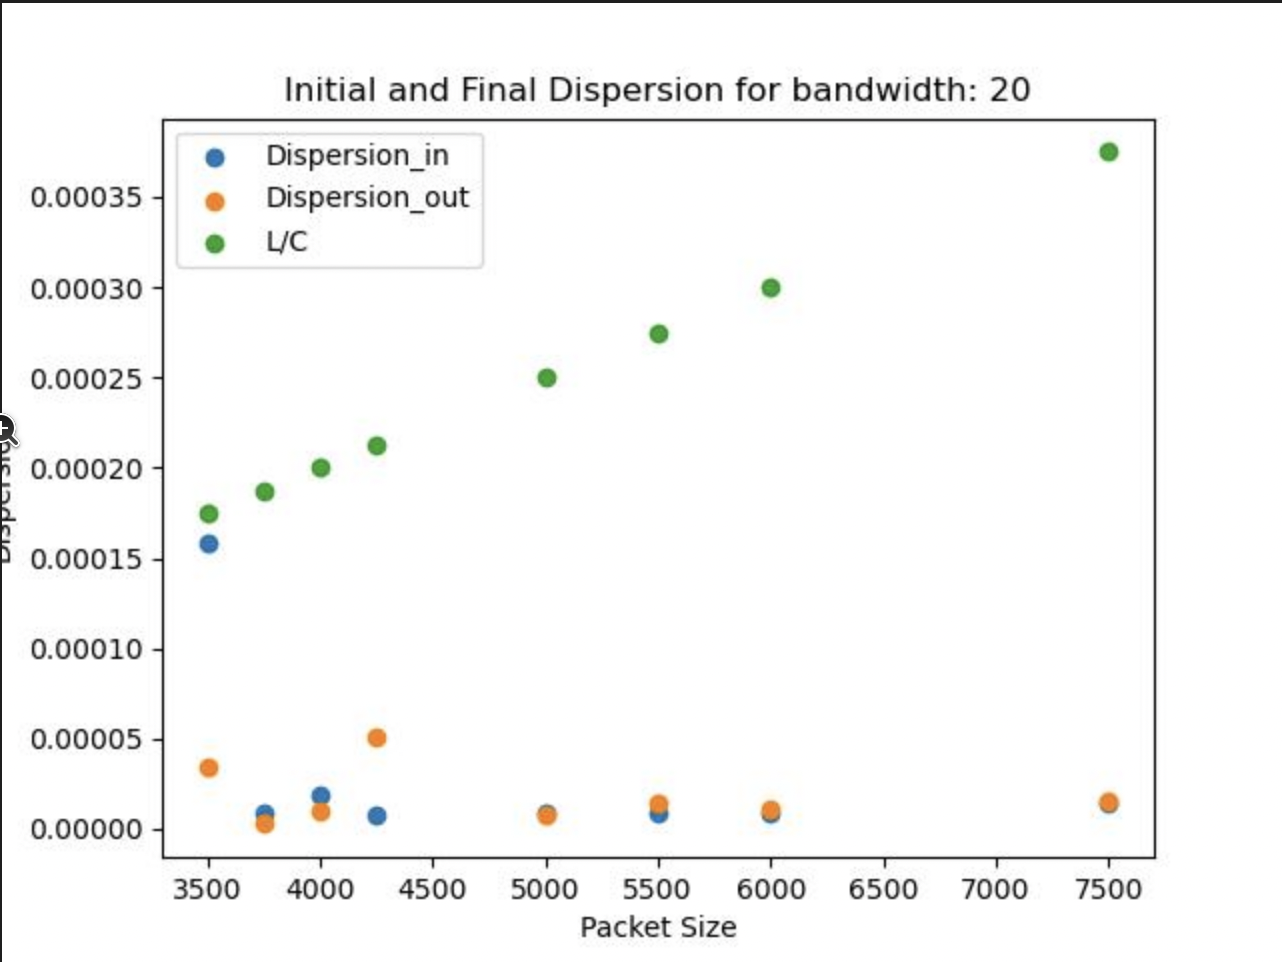 Initial and Final Dispersion for bandwidth: 20
Dispersion_in
Dispersion_out
L/C
0.00035
0.00030
0.00025
0.00020
0.00015
0.00010
0.00005
0.00000
3500 4000 4500 5000 5500 6000 6500 7000 7500
Packet Size